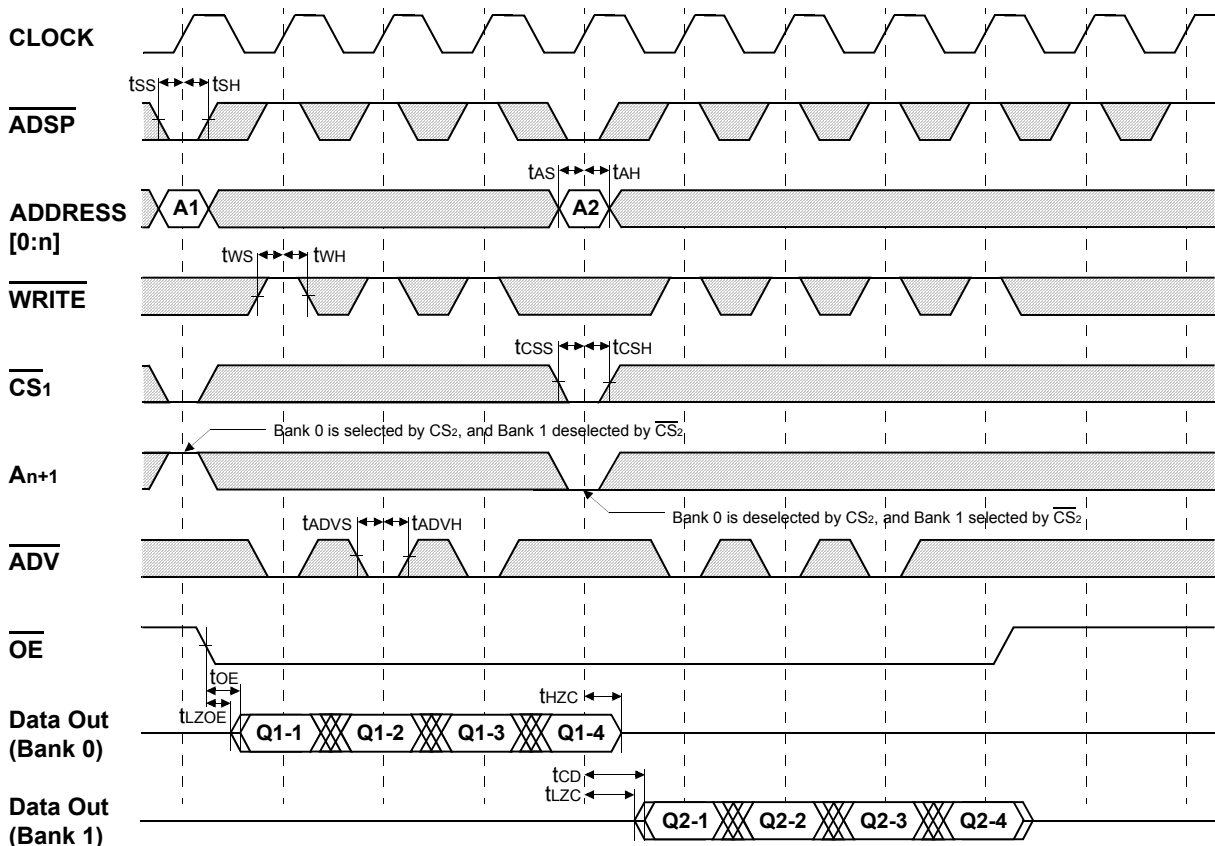 CLOCK
tSS tSH
ADSP
tAS tAH
ADDRESS
[0:n]
A1 A2
tWS tWH
WRITE
tCSS tCSH
CS1
Bank 0 is selected by CS2, and Bank 1 deselected by CS2
An+1
Bank 0 is deselected by CS2, and Bank 1 selected by CS2
tADVS tADVH
ADV
OE
tOE
tLZOE
tHZC
Data Out
(Bank 0)
Q1-1 Q1-2 Q1-3 Q1-4
tCD
tLZC
Data Out
(Bank 1)
Q2-1 Q2-2 Q2-3 Q2-4